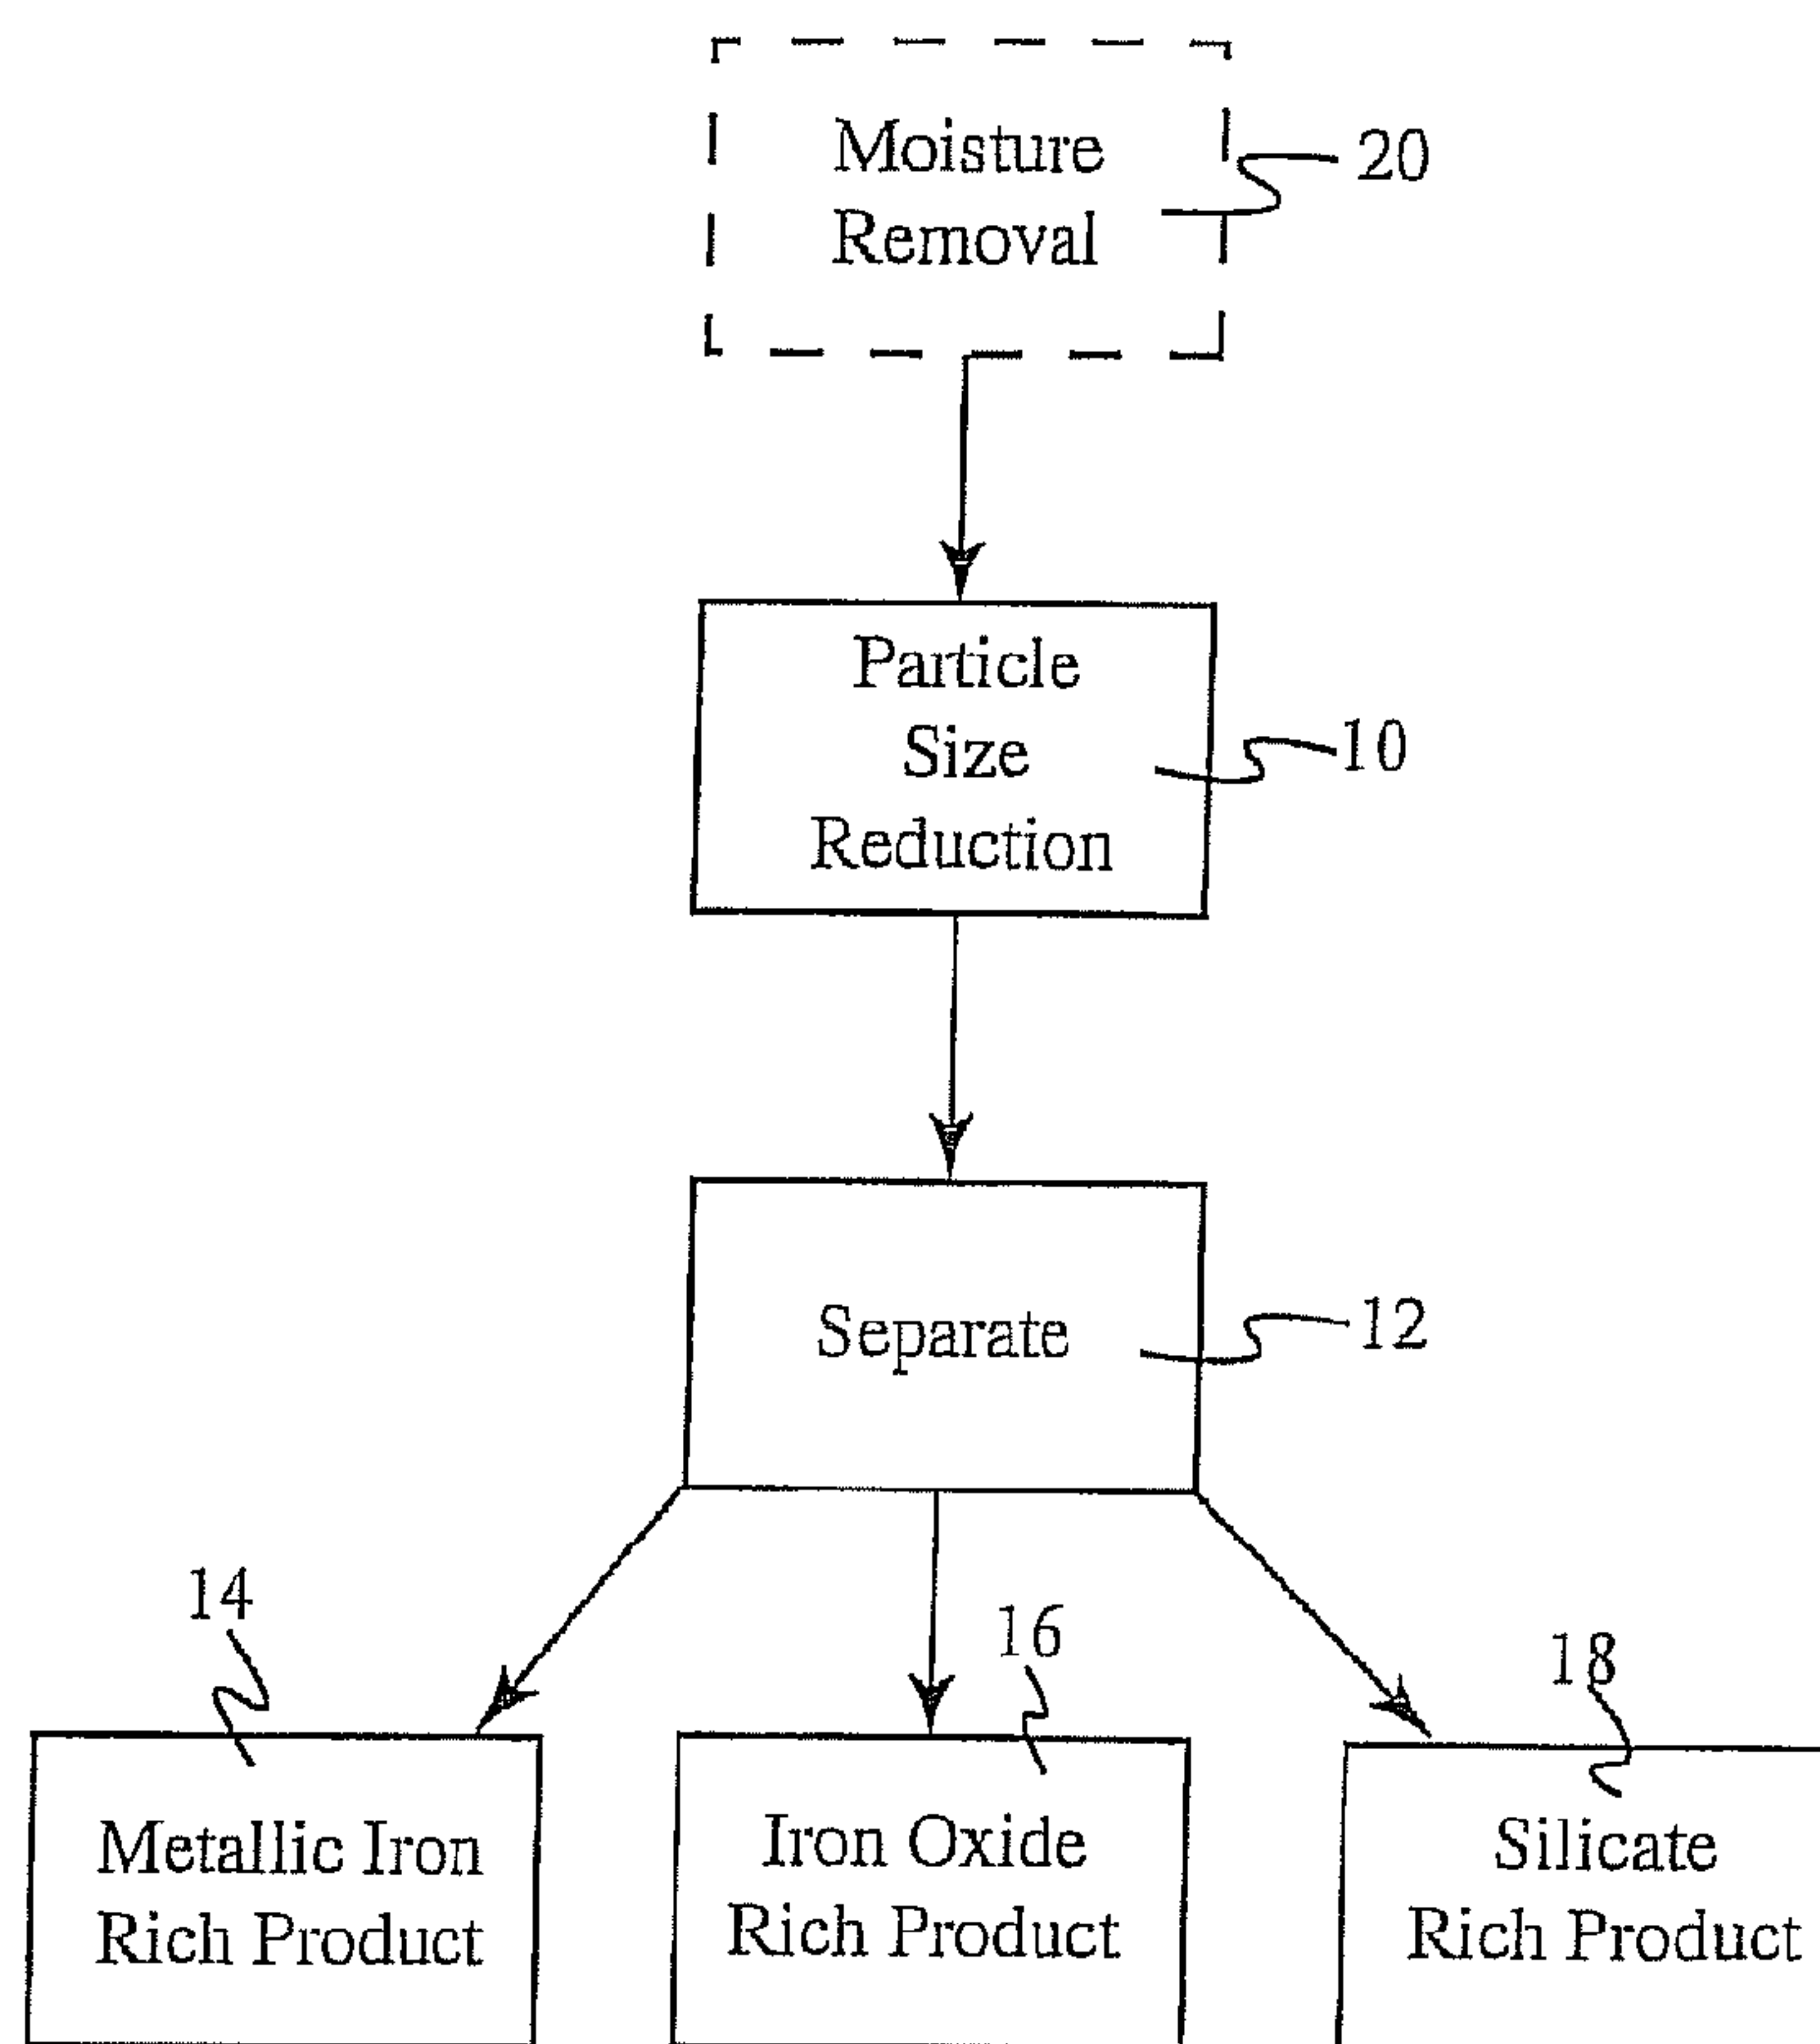 Moisture
Removal
20
Particle
Size
Reduction
10
Separate
12
14
16
18
Metallic Iron
Rich Product
Iron Oxide
Rich Product
Silicate
Rich Product